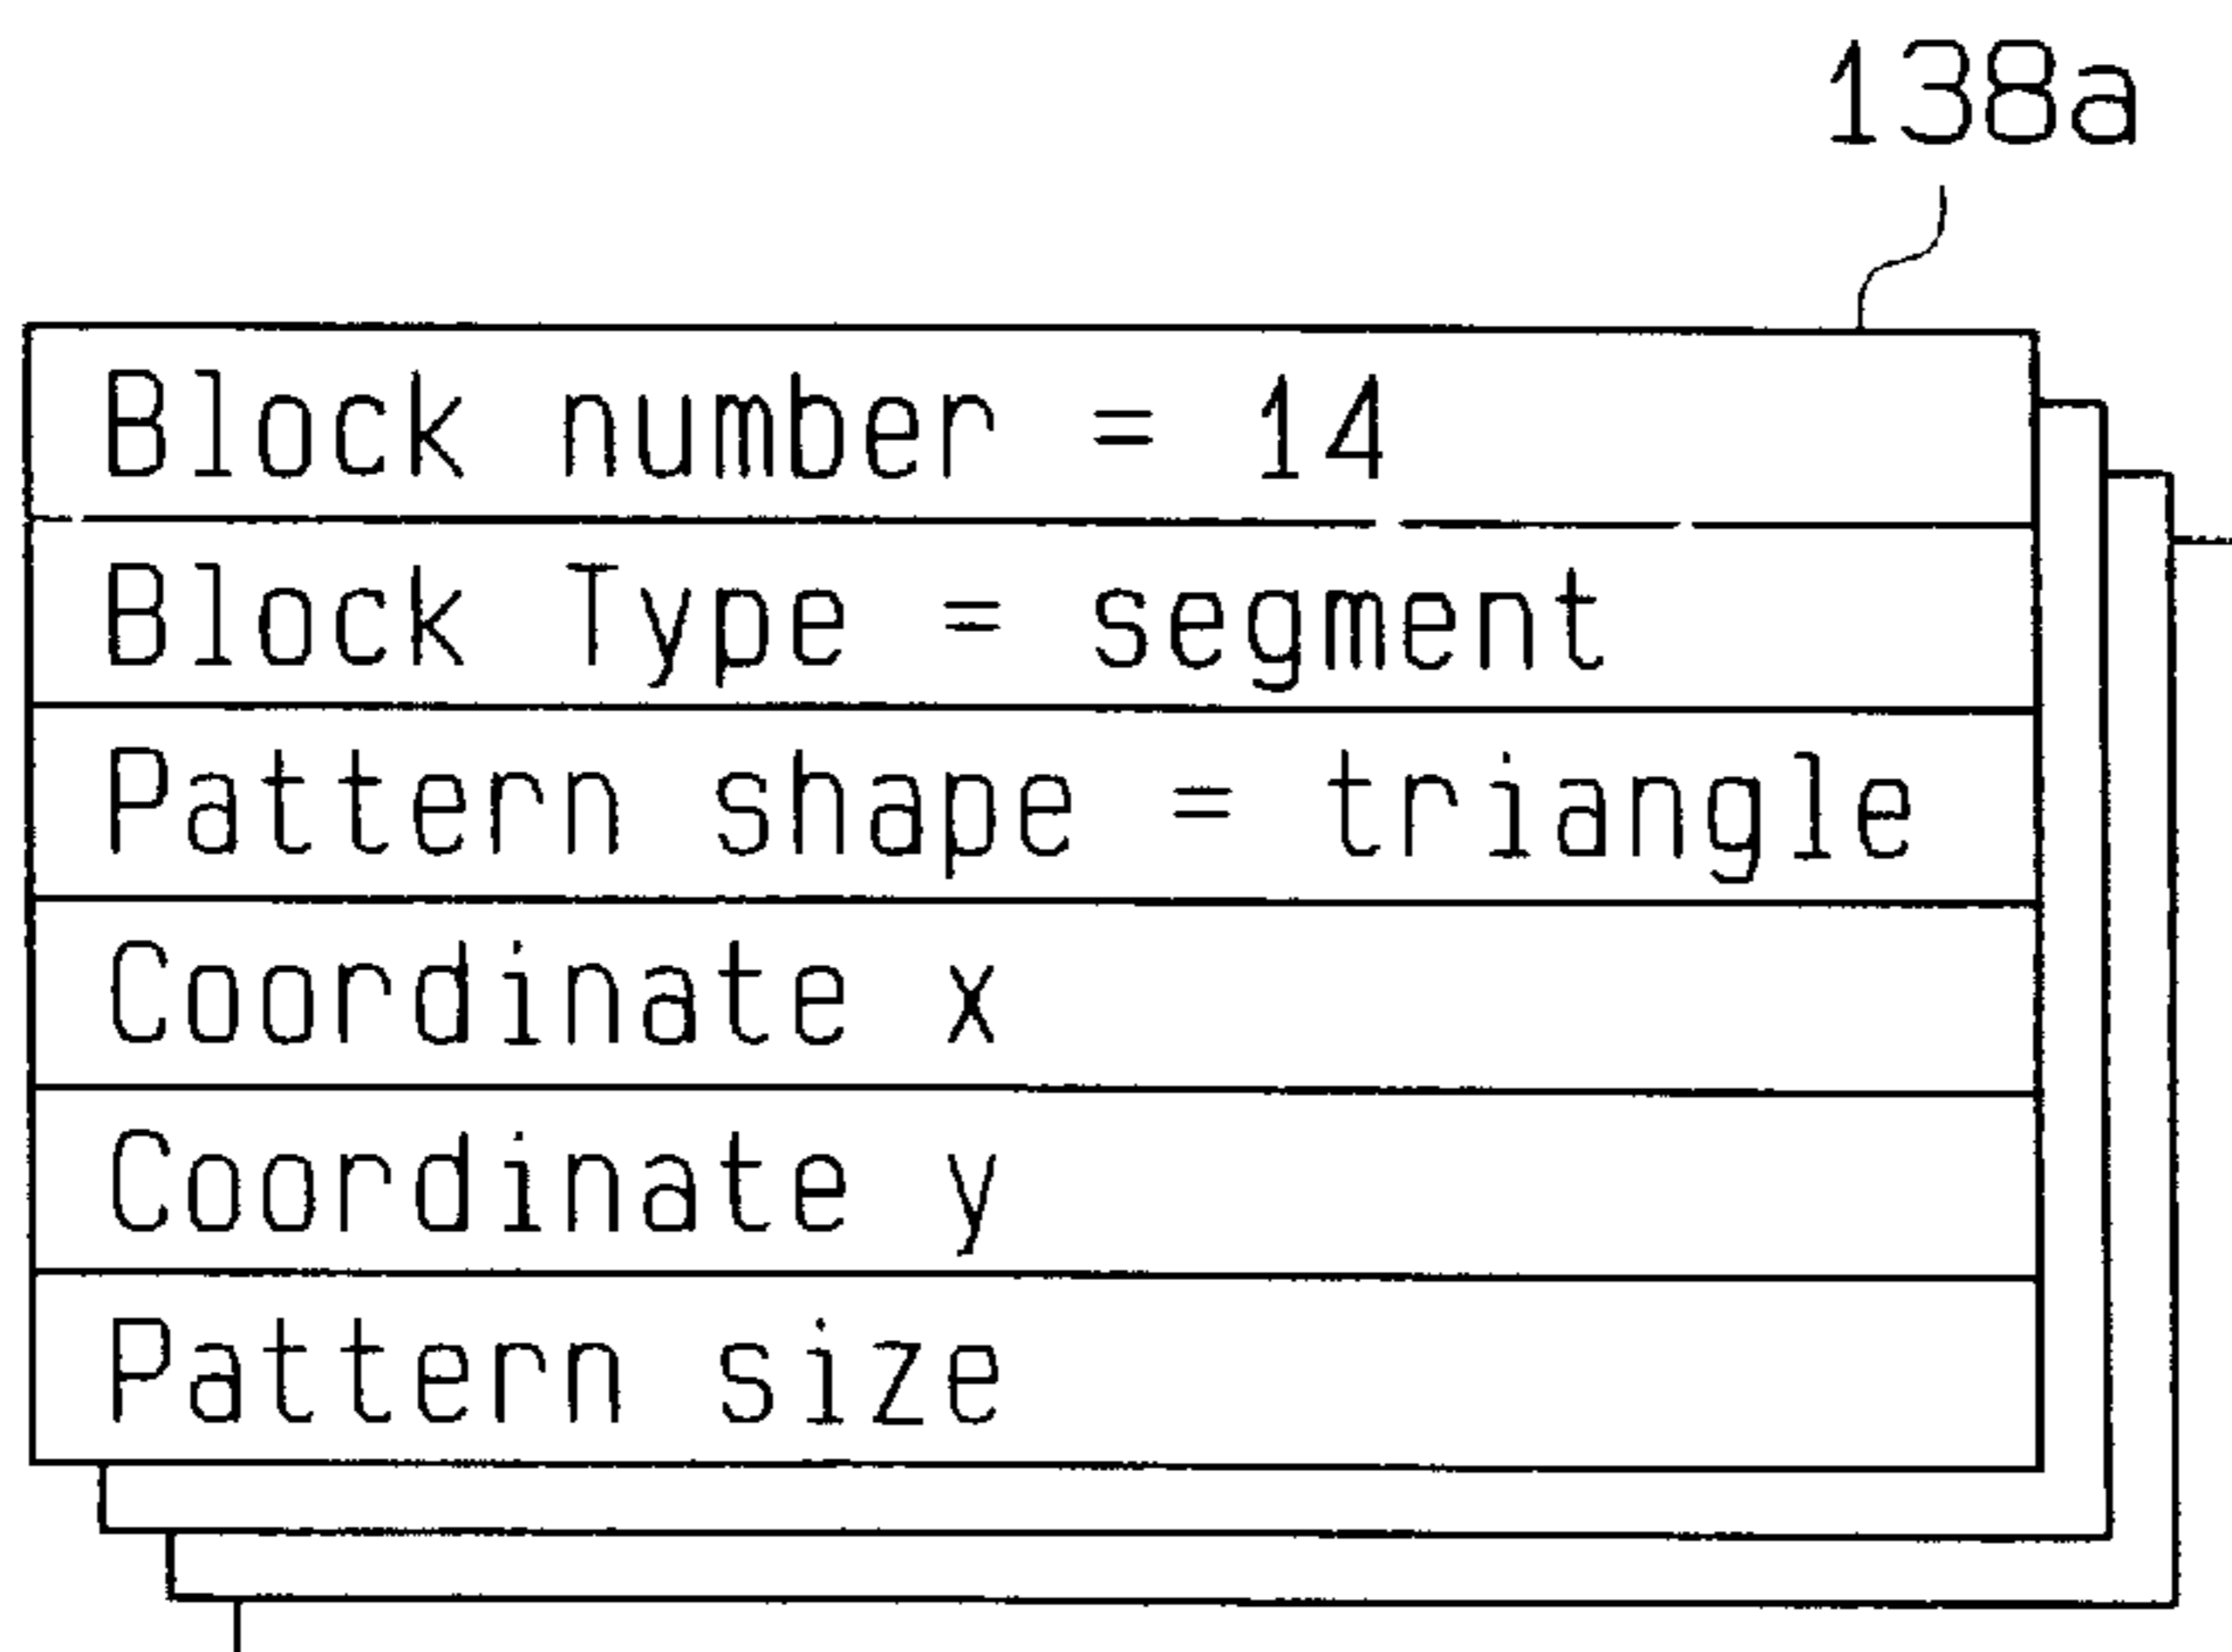 138a
Block number = 14
Block Type = segment
Pattern shape = triangle
Coordinate x
Coordinate y
Pattern size